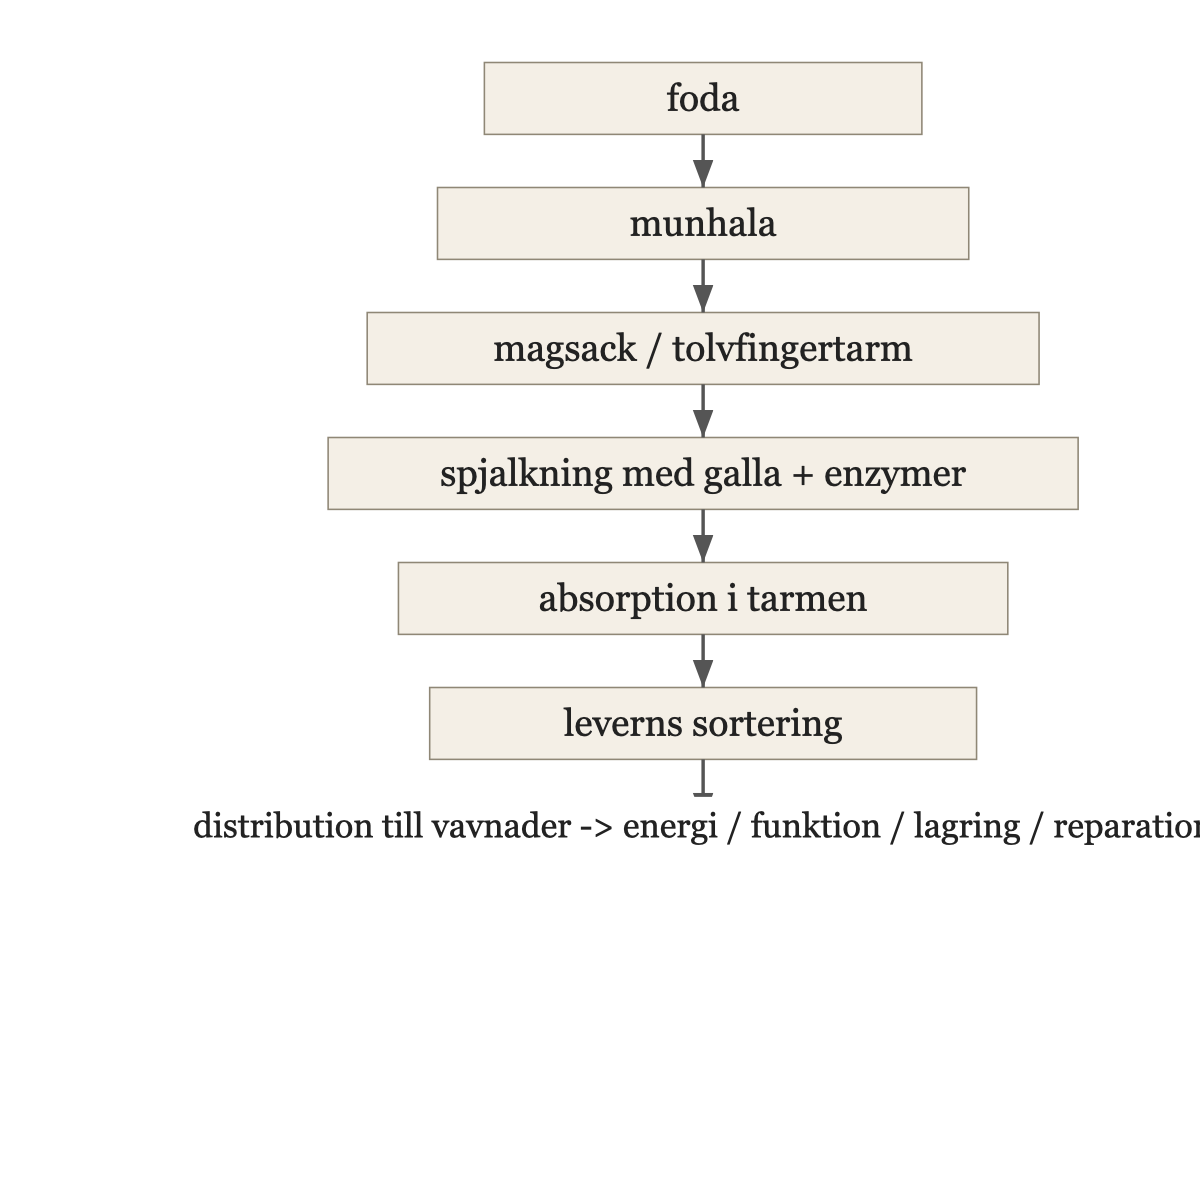 foda
munhala
magsack / tolvfingertarm
spjalkning med galla + enzymer
absorption i tarmen
leverns sortering
distribution till vavnader -> energi / funktion / lagring / reparation